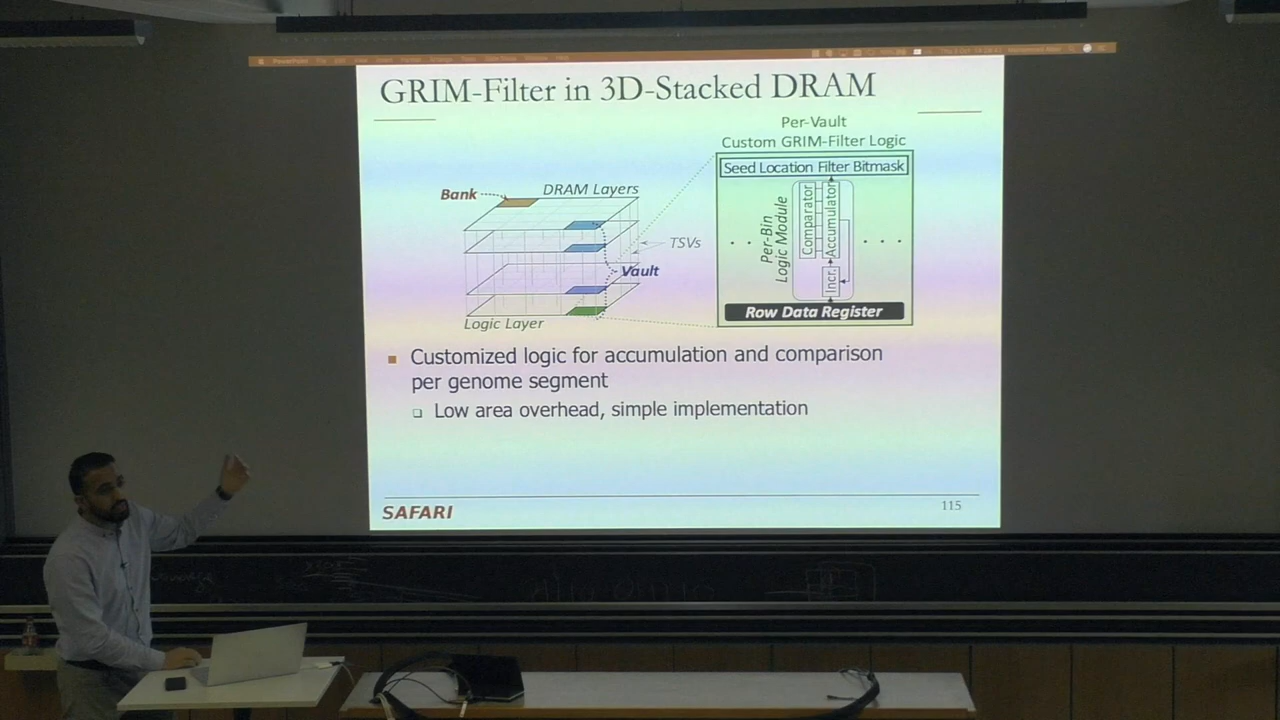 PowerPoint
GRIM-Filter in 3D-Stacked DRAM
Per-Vault
Custom GRIM-Filter Logic
Seed Location Filter Bitmask
Bank
DRAM Layers
TSVs
Vault
Logic Layer
Per-Bin
Logic Module
Comparator
Accumulator
Incr.
. .
. . .
Row Data Register
Customized logic for accumulation and comparison
per genome segment
Low area overhead, simple implementation
SAFARI
115